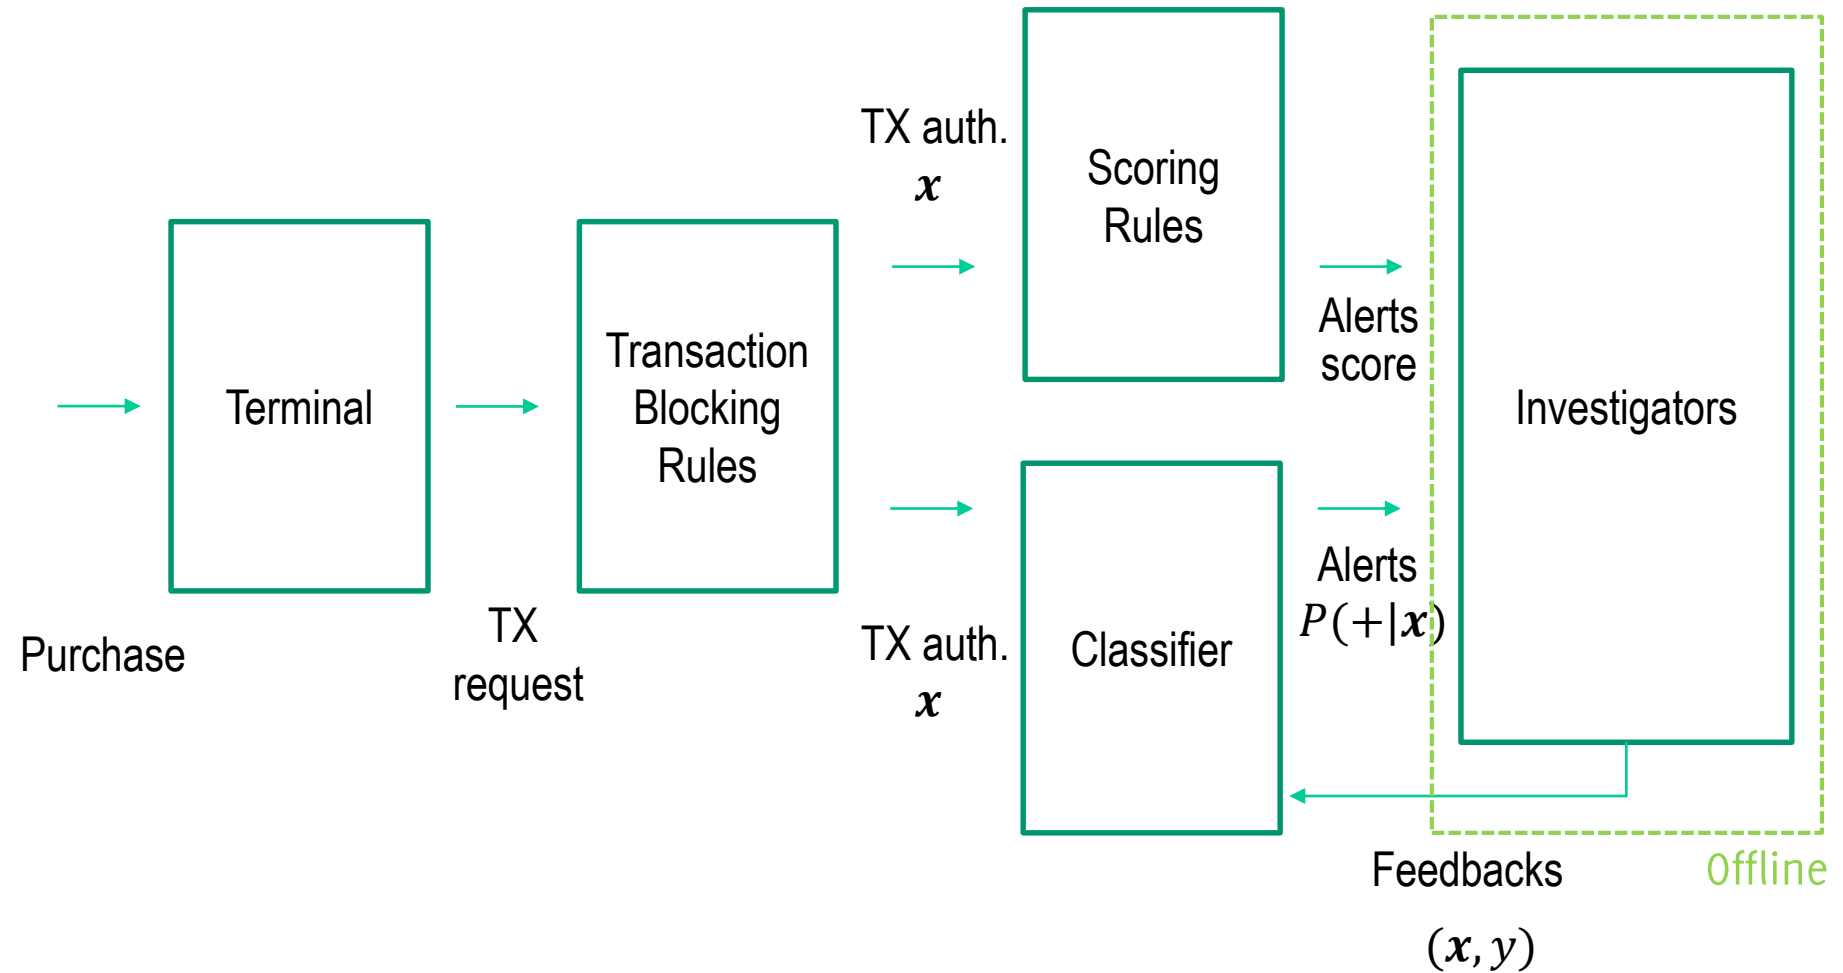 Purchase
Terminal
TX
request
Transaction
Blocking
Rules
TX auth.
x
Scoring
Rules
Alerts
score
TX auth.
x
Classifier
Alerts
P(+|x)
Investigators
Feedbacks
(x, y)
Offline